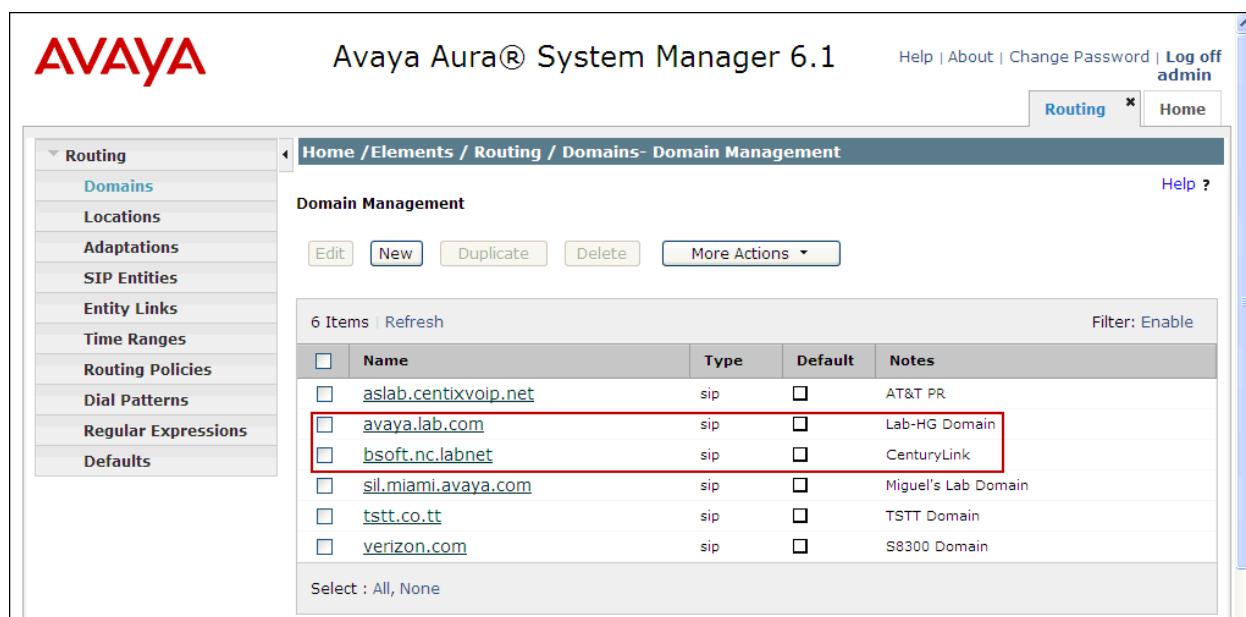 AVAYA
Avaya Aura® System Manager 6.1
Help | About | Change Password | Log off admin
Routing × Home
Routing
Domains
Locations
Adaptations
SIP Entities
Entity Links
Time Ranges
Routing Policies
Dial Patterns
Regular Expressions
Defaults
Home /Elements / Routing / Domains- Domain Management
Help ?
Domain Management
Edit New Duplicate Delete More Actions
6 Items | Refresh Filter: Enable
Name Type Default Notes
aslab.centixvoip.net sip AT&T PR
avaya.lab.com sip Lab-HG Domain
bsoft.nc.labnet sip CenturyLink
sil.miami.avaya.com sip Miguel's Lab Domain
tstt.co.tt sip TSTT Domain
verizon.com sip S8300 Domain
Select : All, None